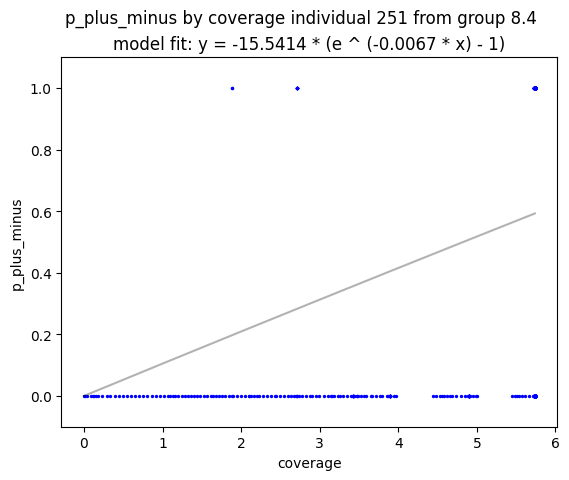 p_plus_minus by coverage individual 251 from group 8.4
model fit: y = -15.5414 * (e ^ (-0.0067 * x) - 1)
1.0
0.8
0.6
0.4
0.2
0.0
p_plus_minus
0 1 2 3 4 5 6
coverage